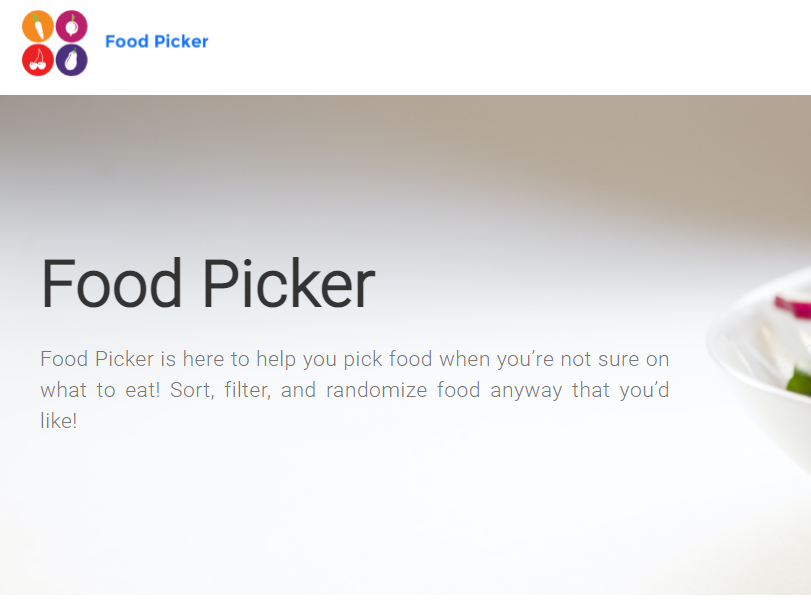 Food Picker
Food Picker
Food Picker is here to help you pick food when you’re not sure on
what to eat! Sort, filter, and randomize food anyway that you’d
like!